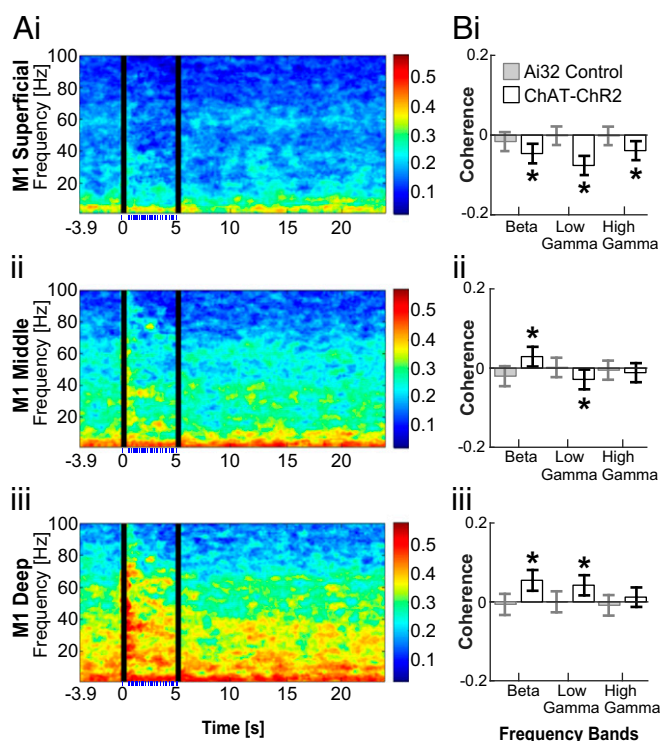 Ai
M1 Superficial
Frequency [Hz]
100
80
60
40
20
-3.9 0 5 10 15 20
0.5
0.4
0.3
0.2
0.1
Bi
Ai32 Control
ChAT-ChR2
Coherence
0.2
0
-0.2
* * *
Beta Low Gamma High Gamma
ii
M1 Middle
Frequency [Hz]
100
80
60
40
20
-3.9 0 5 10 15 20
0.5
0.4
0.3
0.2
0.1
ii
Coherence
0.2
0
-0.2
* *
Beta Low Gamma High Gamma
iii
M1 Deep
Frequency [Hz]
100
80
60
40
20
-3.9 0 5 10 15 20
Time [s]
0.5
0.4
0.3
0.2
0.1
iii
Coherence
0.2
0
-0.2
* *
Beta Low Gamma High Gamma
Frequency Bands